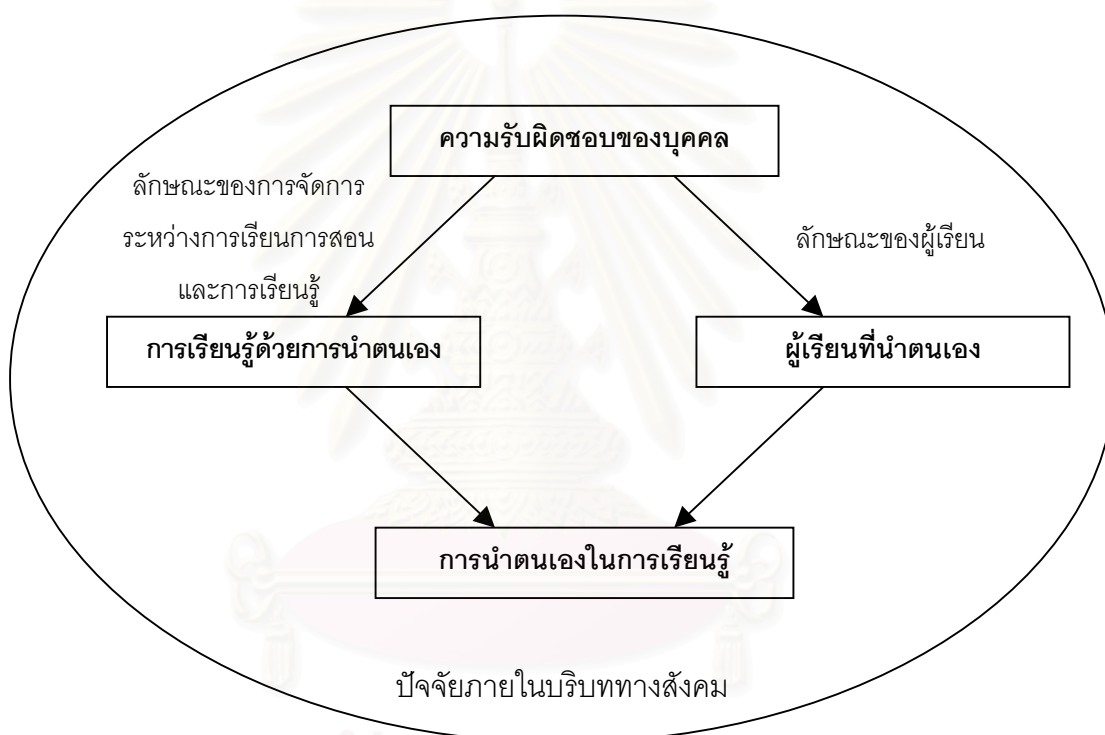 ความรับผิดชอบของบุคคล
ลักษณะของการจัดการ
ระหว่างการเรียนการสอน
และการเรียนรู้
ลักษณะของผู้เรียน
การเรียนรู้ด้วยการนำตนเอง
ผู้เรียนที่นำตนเอง
การนำตนเองในการเรียนรู้
ปัจจัยภายในบริบททางสังคม